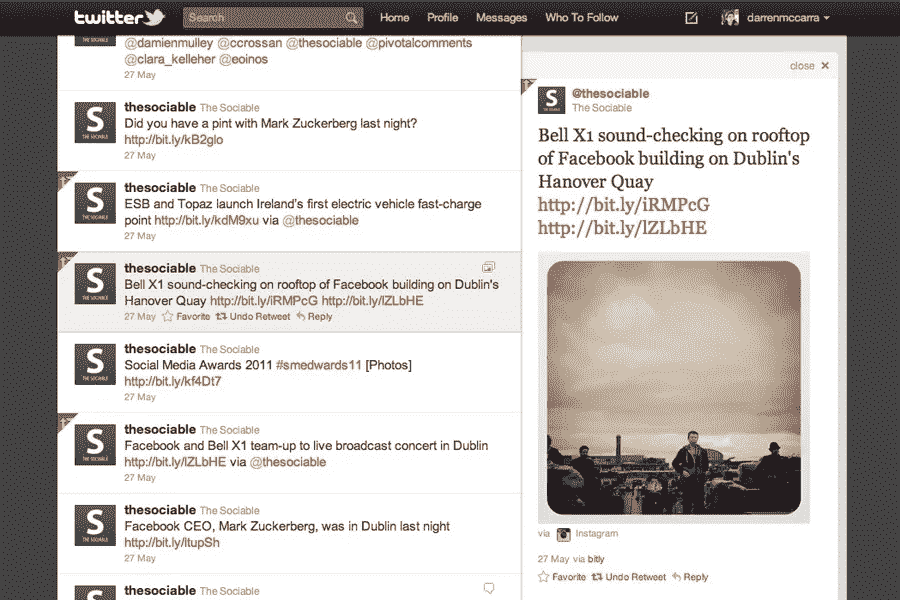 twitter
Search
Home
Profile
Messages
Who To Follow
darrenmccarra
@damienmulley @ccrossan @thesociable @pivotalcomments
@clara_kelleher @eoinos
27 May
S
THE SOCIABLE
thesociable The Sociable
Did you have a pint with Mark Zuckerberg last night?
http://bit.ly/kB2glo
27 May
S
THE SOCIABLE
thesociable The Sociable
ESB and Topaz launch Ireland's first electric vehicle fast-charge
point http://bit.ly/kdM9xu via @thesociable
27 May
S
THE SOCIABLE
thesociable The Sociable
Bell X1 sound-checking on rooftop of Facebook building on Dublin's
Hanover Quay http://bit.ly/iRMPcG http://bit.ly/lZLbHE
27 May Favorite Undo Retweet Reply
S
THE SOCIABLE
thesociable The Sociable
Social Media Awards 2011 #smedwards11 [Photos]
http://bit.ly/kf4Dt7
27 May
S
THE SOCIABLE
thesociable The Sociable
Facebook and Bell X1 team-up to live broadcast concert in Dublin
http://bit.ly/lZLbHE via @thesociable
27 May
S
THE SOCIABLE
thesociable The Sociable
Facebook CEO, Mark Zuckerberg, was in Dublin last night
http://bit.ly/ltupSh
27 May
thesociable The Sociable
close ×
S
@thesociable
The Sociable
Bell X1 sound-checking on rooftop
of Facebook building on Dublin's
Hanover Quay
http://bit.ly/iRMPcG
http://bit.ly/lZLbHE
via Instagram
27 May via bitly
Favorite Undo Retweet Reply